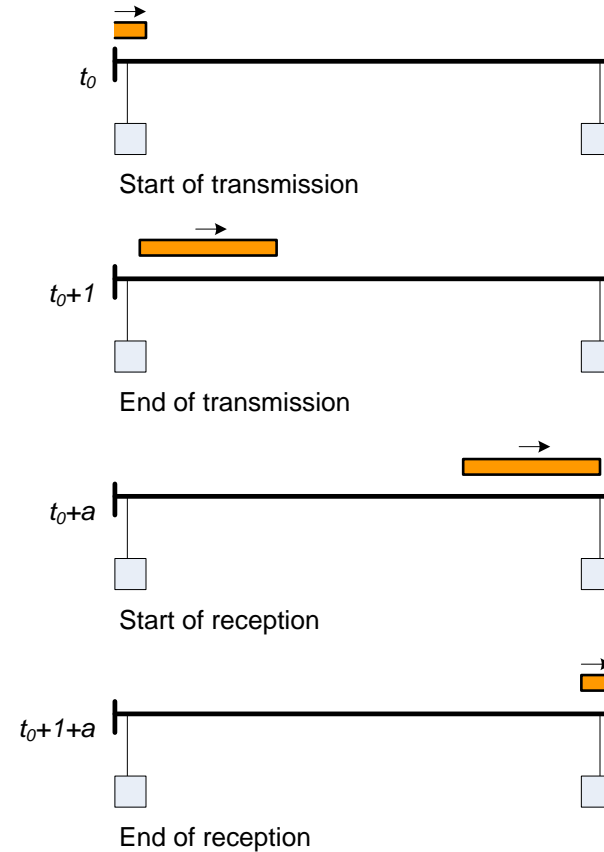 t0
Start of transmission
t0+1
End of transmission
t0+a
Start of reception
t0+1+a
End of reception